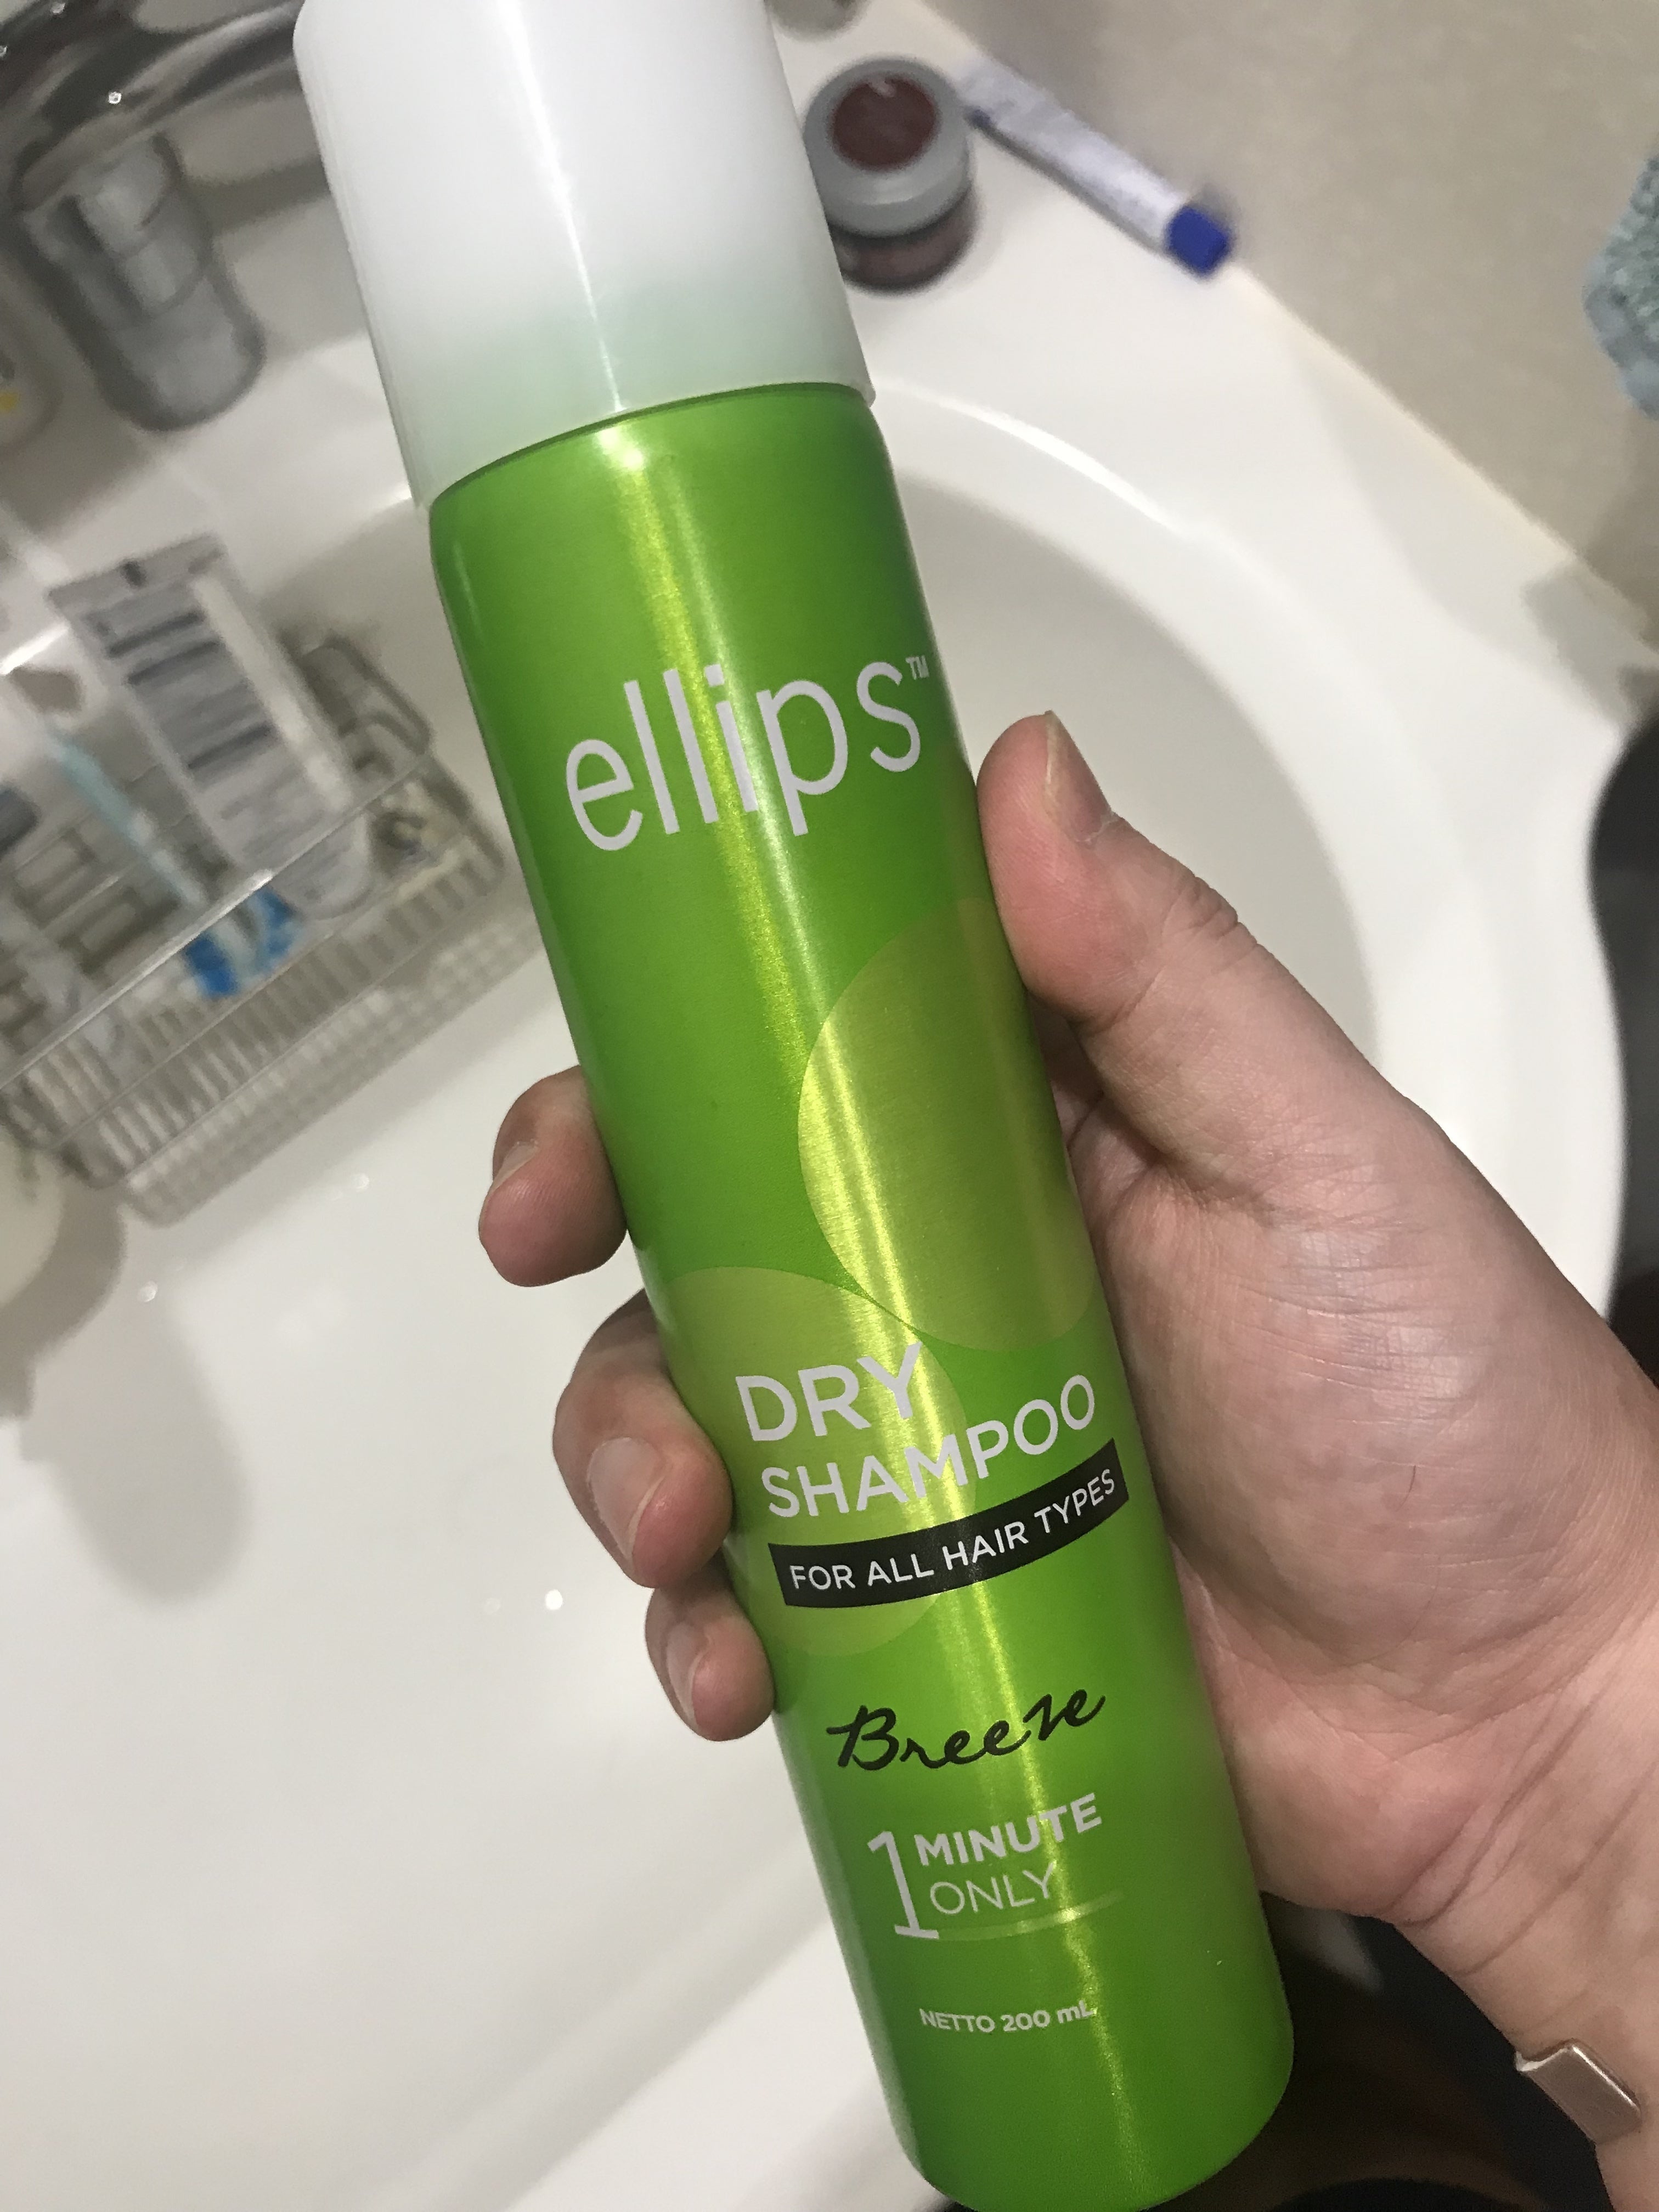 ellips™
DRY
SHAMPOO
FOR ALL HAIR TYPES
Breeze
1 MINUTE
ONLY
NETTO 200 mL